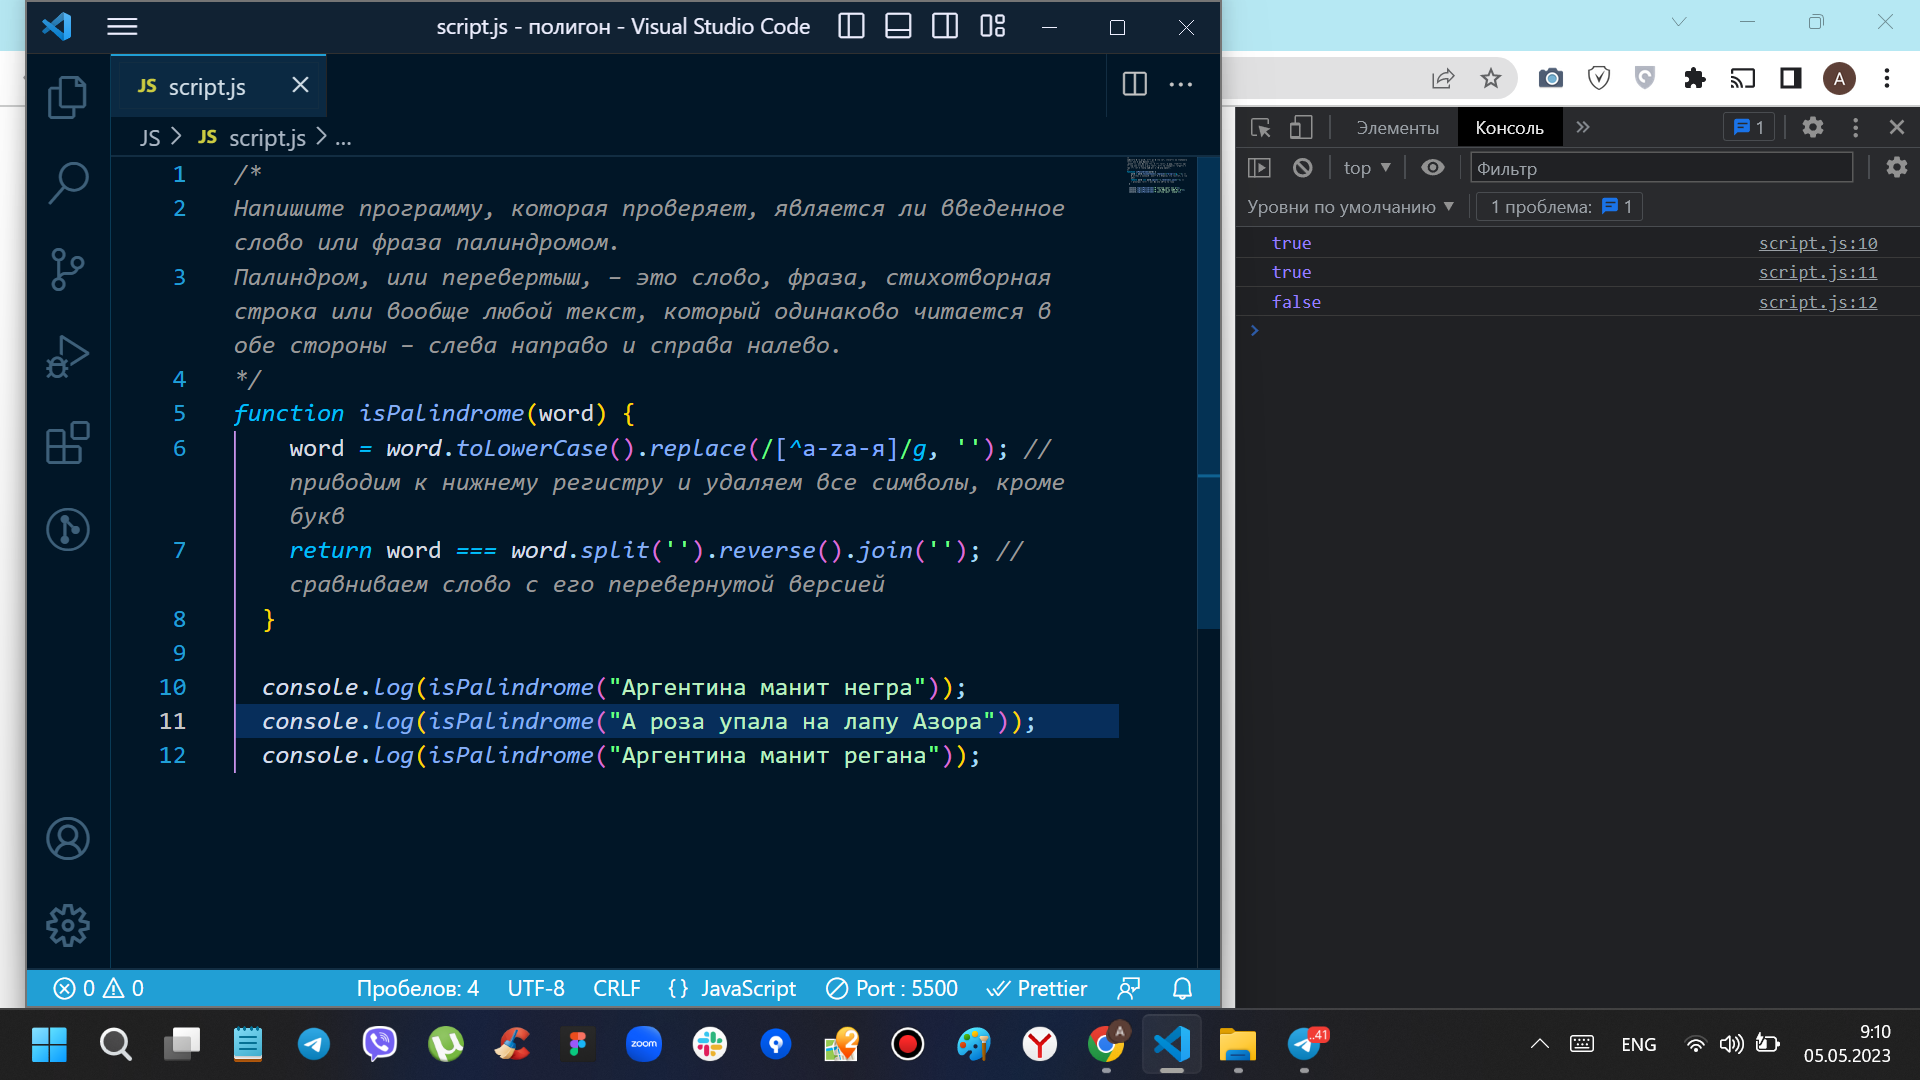 script.js - полигон - Visual Studio Code
JS script.js
JS > JS script.js > ...
1 /*
2 Напишите программу, которая проверяет, является ли введенное
слово или фраза палиндромом.
3 Палиндром, или перевертыш, – это слово, фраза, стихотворная
строка или вообще любой текст, который одинаково читается в
обе стороны – слева направо и справа налево.
4 */
5 function isPalindrome(word) {
6 word = word.toLowerCase().replace(/[^a-zа-я]/g, ''); //
приводим к нижнему регистру и удаляем все символы, кроме
букв
7 return word === word.split('').reverse().join(''); //
сравниваем слово с его перевернутой версией
8 }
9
10 console.log(isPalindrome("Аргентина манит негра"));
11 console.log(isPalindrome("А роза упала на лапу Азора"));
12 console.log(isPalindrome("Аргентина манит регана"));
0 0 Пробелов: 4 UTF-8 CRLF {} JavaScript Port : 5500 Prettier
A
Элементы Консоль » 1
top ▼ Фильтр
Уровни по умолчанию ▼ 1 проблема: 1
true script.js:10
true script.js:11
false script.js:12
>
zoom
2
A
..41
ENG
9:10
05.05.2023